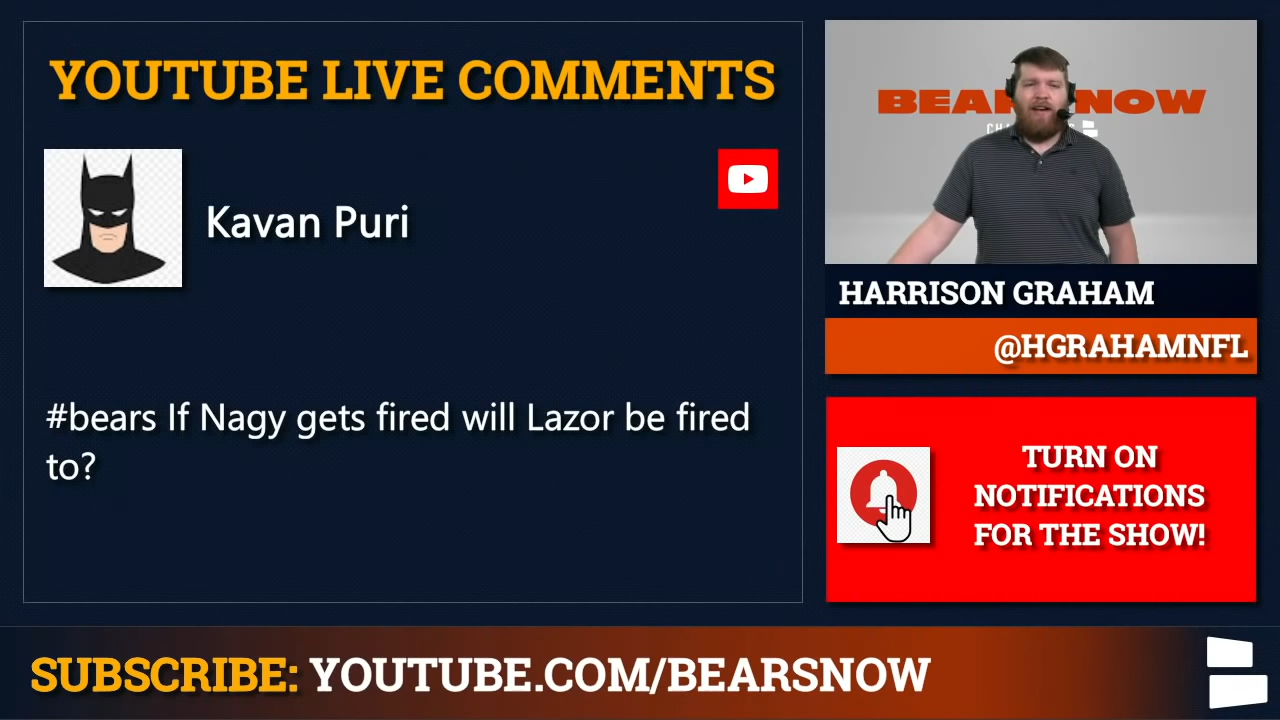 YOUTUBE LIVE COMMENTS
Kavan Puri
#bears If Nagy gets fired will Lazor be fired
to?
NOW
HARRISON GRAHAM
@HGRAHAMNFL
TURN ON
NOTIFICATIONS
FOR THE SHOW!
SUBSCRIBE: YOUTUBE.COM/BEARSNOW